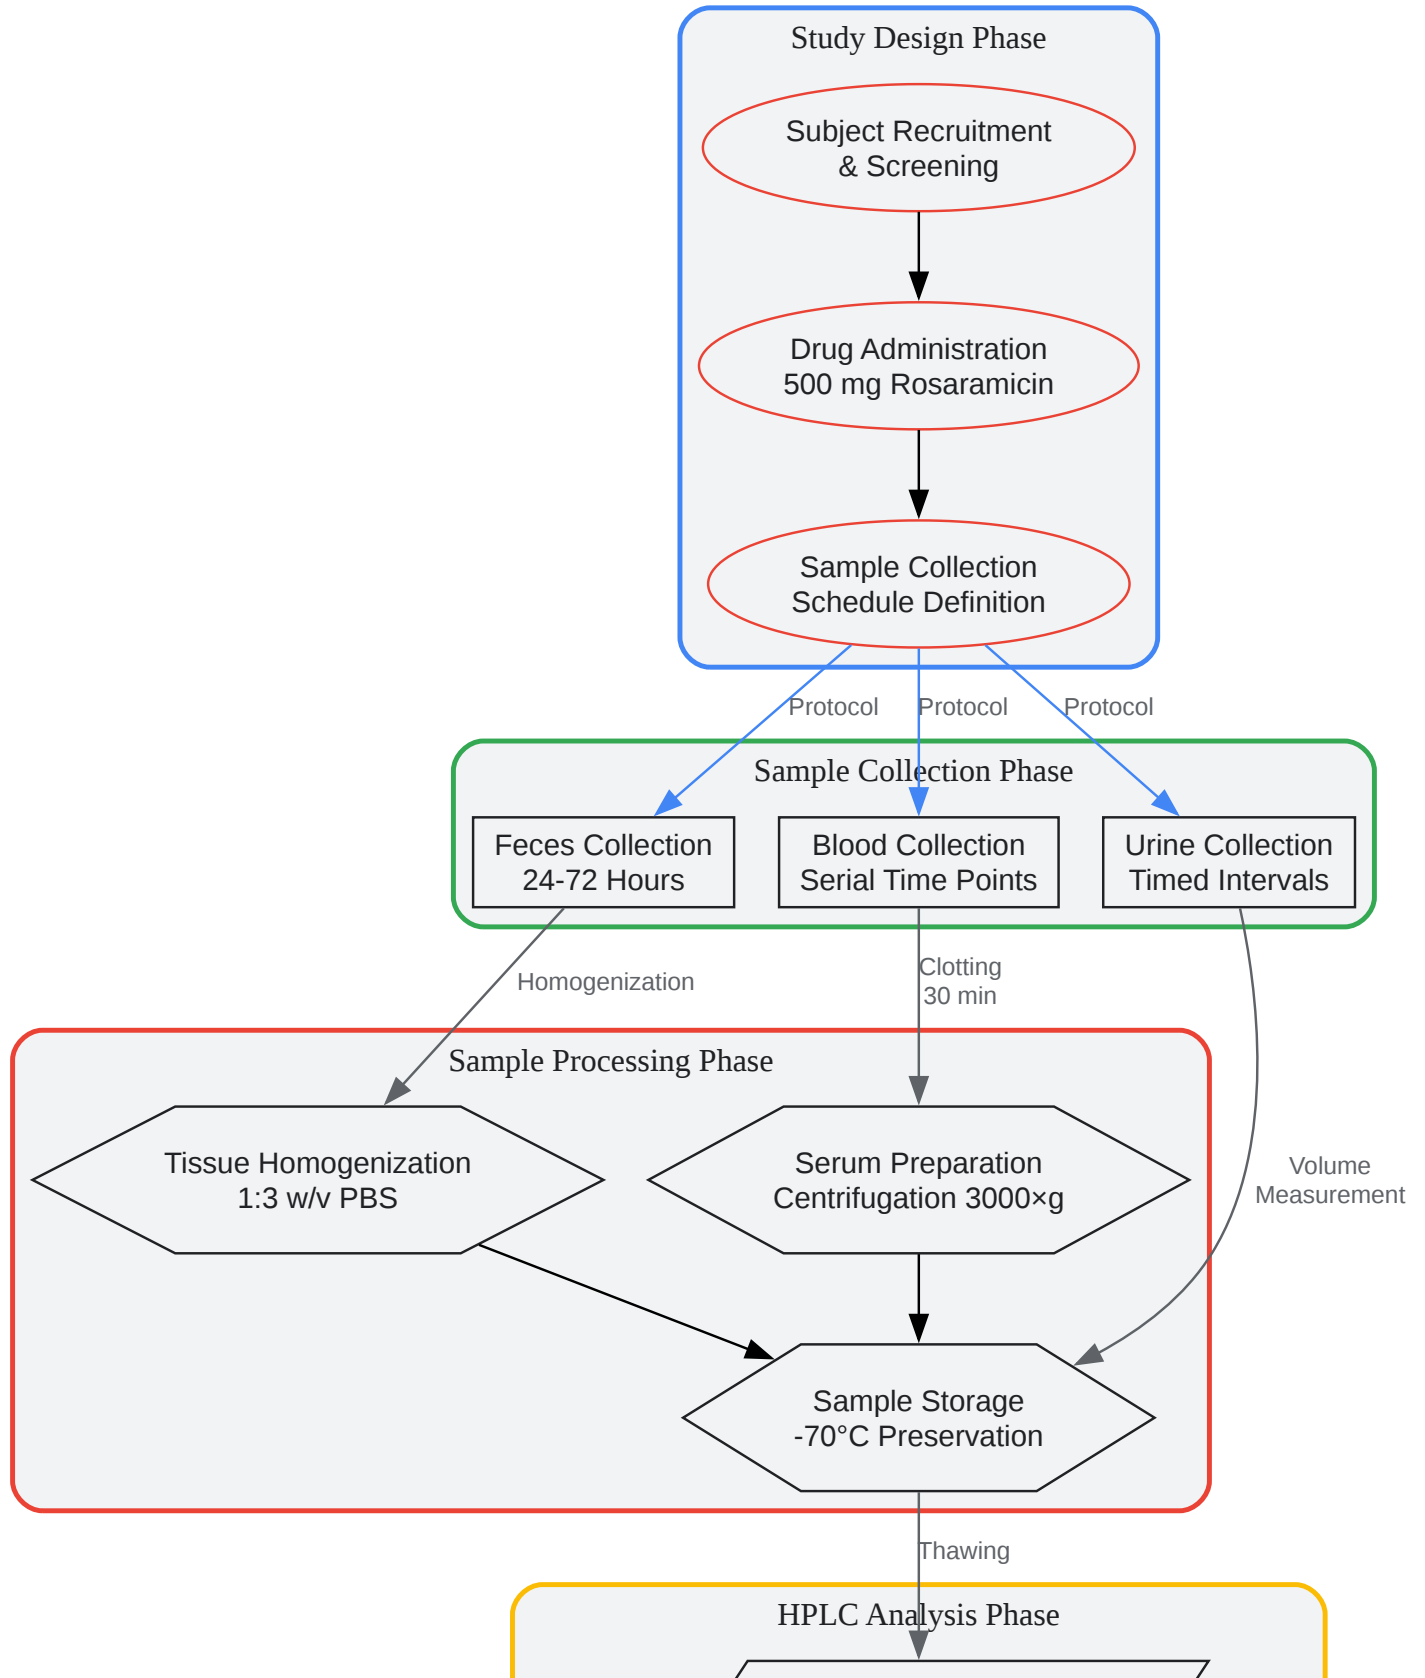 Study Design Phase
Subject Recruitment
& Screening
Drug Administration
500 mg Rosaramicin
Sample Collection
Schedule Definition
Protocol
Protocol
Protocol
Sample Collection Phase
Feces Collection
24-72 Hours
Blood Collection
Serial Time Points
Urine Collection
Timed Intervals
Homogenization
Clotting
30 min
Sample Processing Phase
Tissue Homogenization
1:3 w/v PBS
Serum Preparation
Centrifugation 3000×g
Volume
Measurement
Sample Storage
-70°C Preservation
Thawing
HPLC Analysis Phase